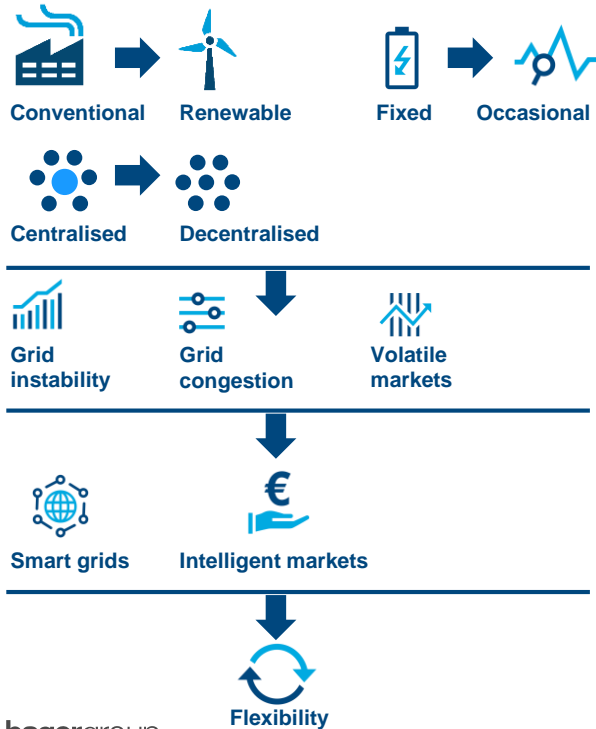 Conventional Renewable Fixed Occasional
Centralised Decentralised
Grid instability
Grid congestion
Volatile markets
€
Smart grids Intelligent markets
Flexibility